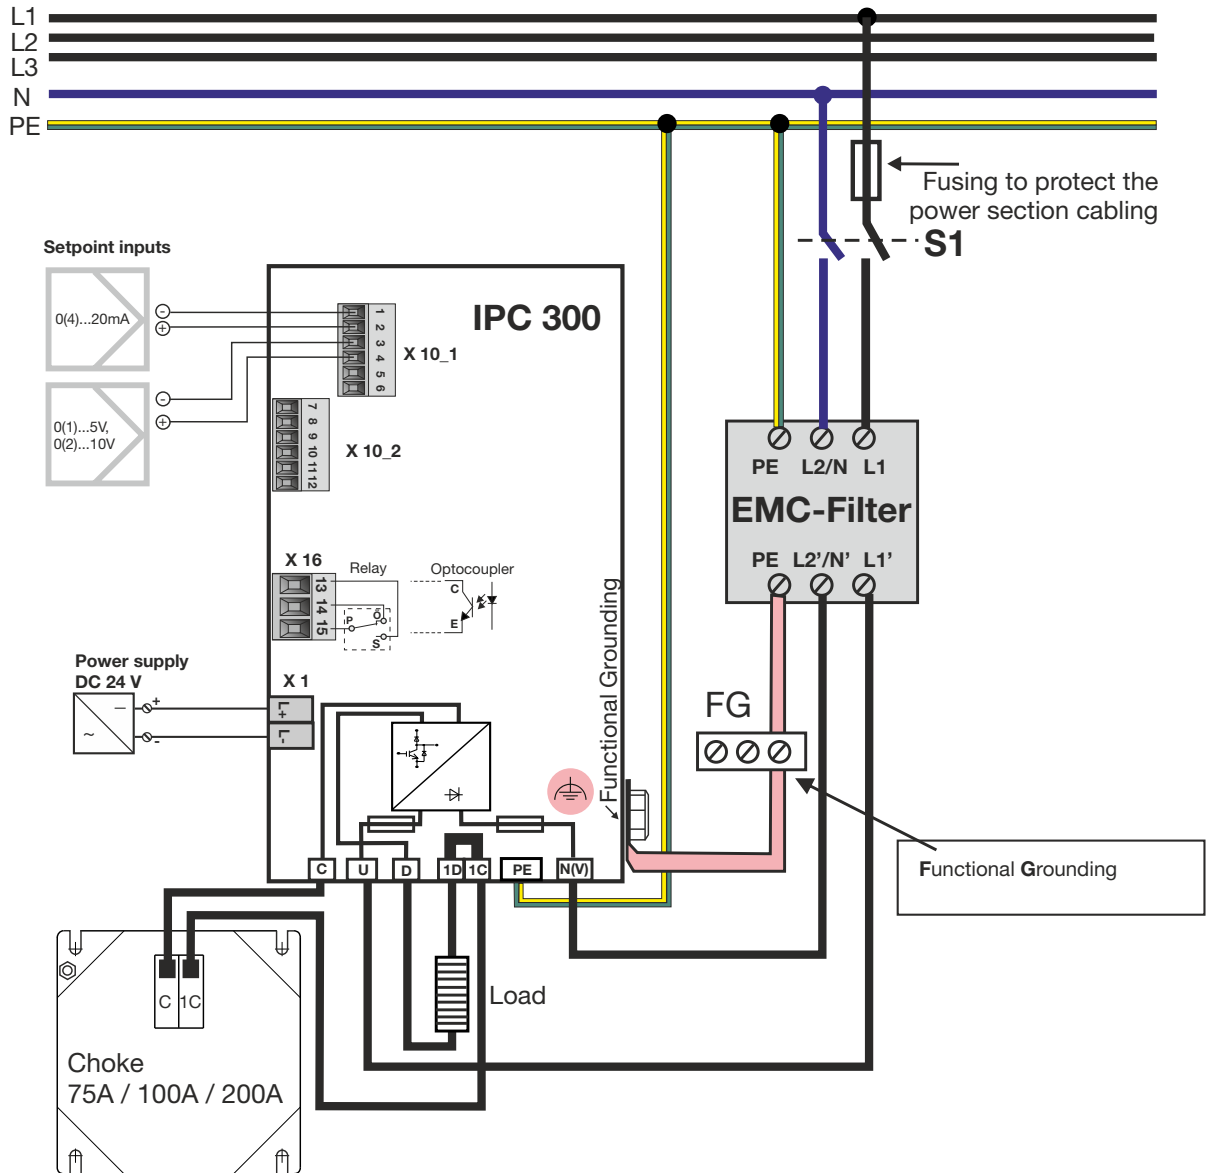 L1
L2
L3
N
PE
Fusing to protect the
power section cabling
S1
Setpoint inputs
0(4)...20mA
-
+
0(1)...5V,
0(2)...10V
-
+
IPC 300
1
2
3
4
5
6
X 10_1
7
8
9
10
11
12
X 10_2
X 16
13
14
15
Relay
P
Ö
S
Optocoupler
C
E
Functional Grounding
Power supply
DC 24 V
+
-
~
X 1
L+
L-
PE L2/N L1
EMC-Filter
PE L2'/N' L1'
FG
Functional Grounding
C
U
D
1D
1C
PE
N(V)
C
1C
Load
Choke
75A / 100A / 200A